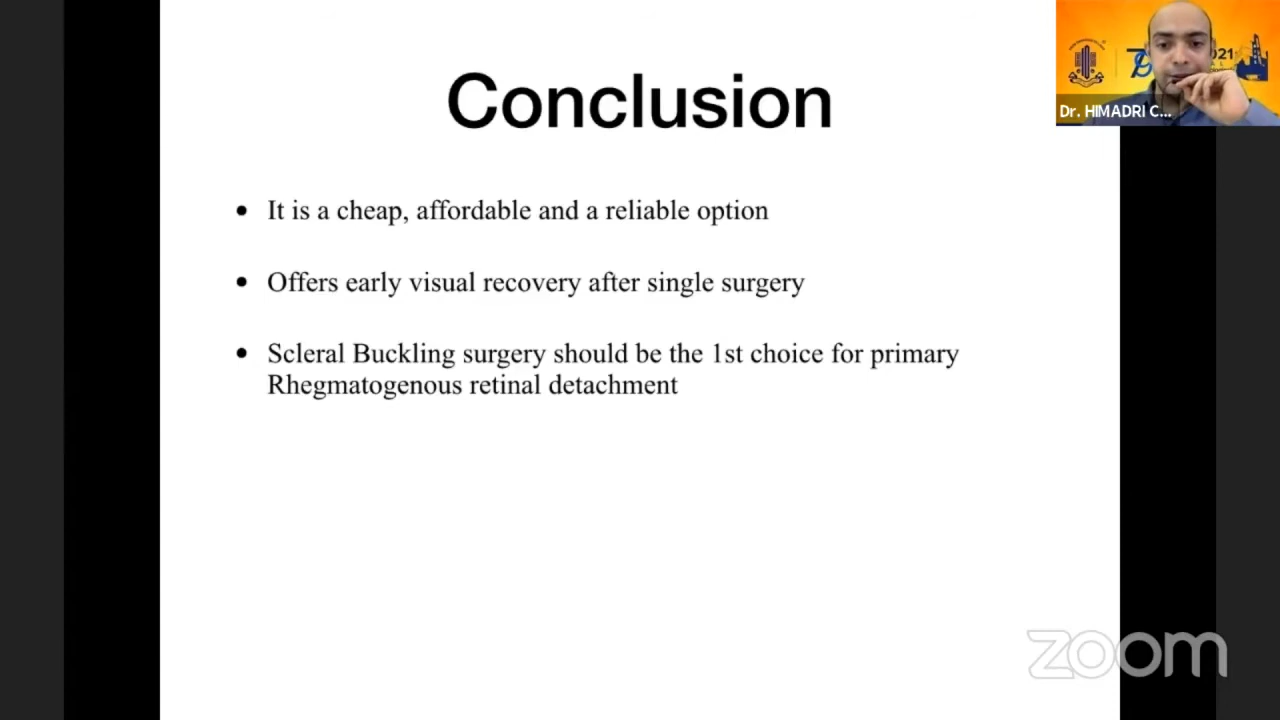 Conclusion
• It is a cheap, affordable and a reliable option
• Offers early visual recovery after single surgery
• Scleral Buckling surgery should be the 1st choice for primary
Rhegmatogenous retinal detachment
021
Dr. HIMADRI C...
zoom